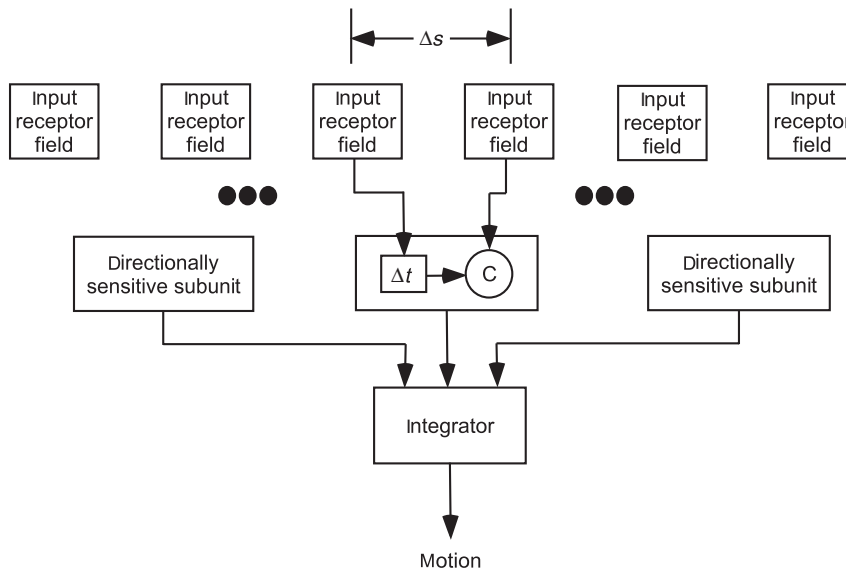 Δs
Input
receptor
field
Input
receptor
field
Input
receptor
field
Input
receptor
field
Input
receptor
field
Input
receptor
field
Directionally
sensitive subunit
Δt
C
Directionally
sensitive subunit
Integrator
Motion